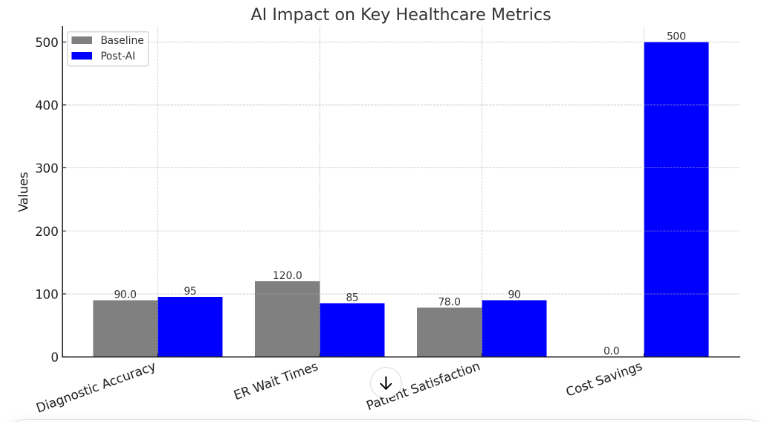 AI Impact on Key Healthcare Metrics
Baseline
Post-AI
Values
500
400
300
200
100
0
90.0
95
120.0
85
78.0
90
0.0
500
Diagnostic Accuracy
ER Wait Times
Patient Satisfaction
Cost Savings